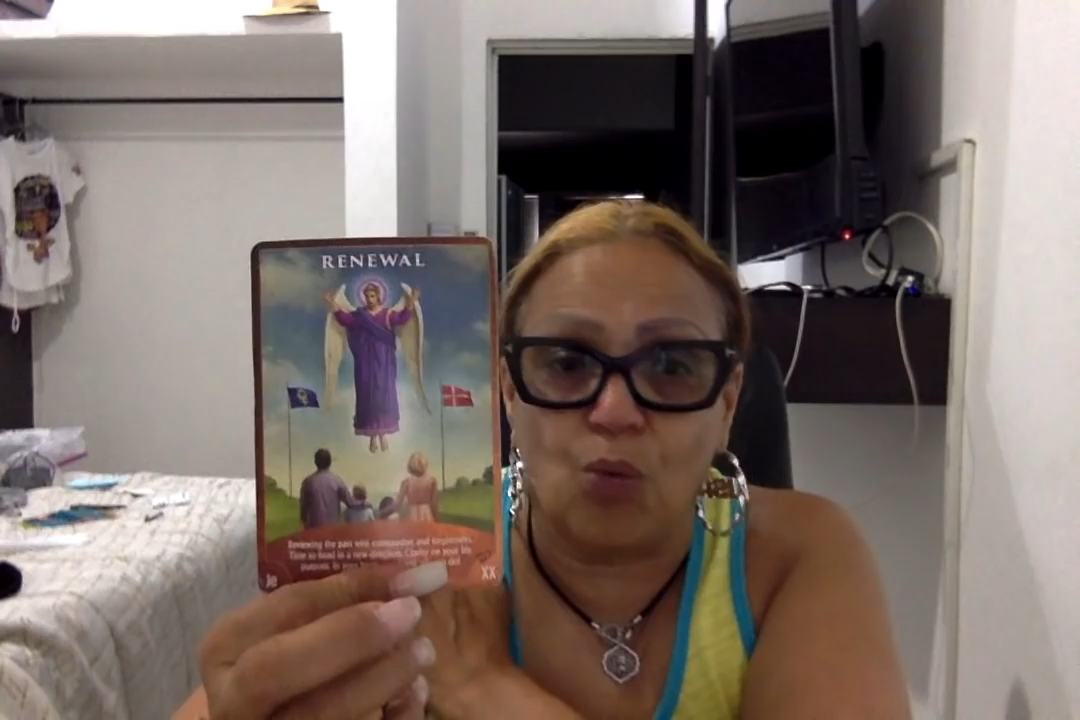 RENEWAL
Reviewing the past with compassion and forgiveness.
Time to head in a new direction. Clarity on your life
purpose.
XX